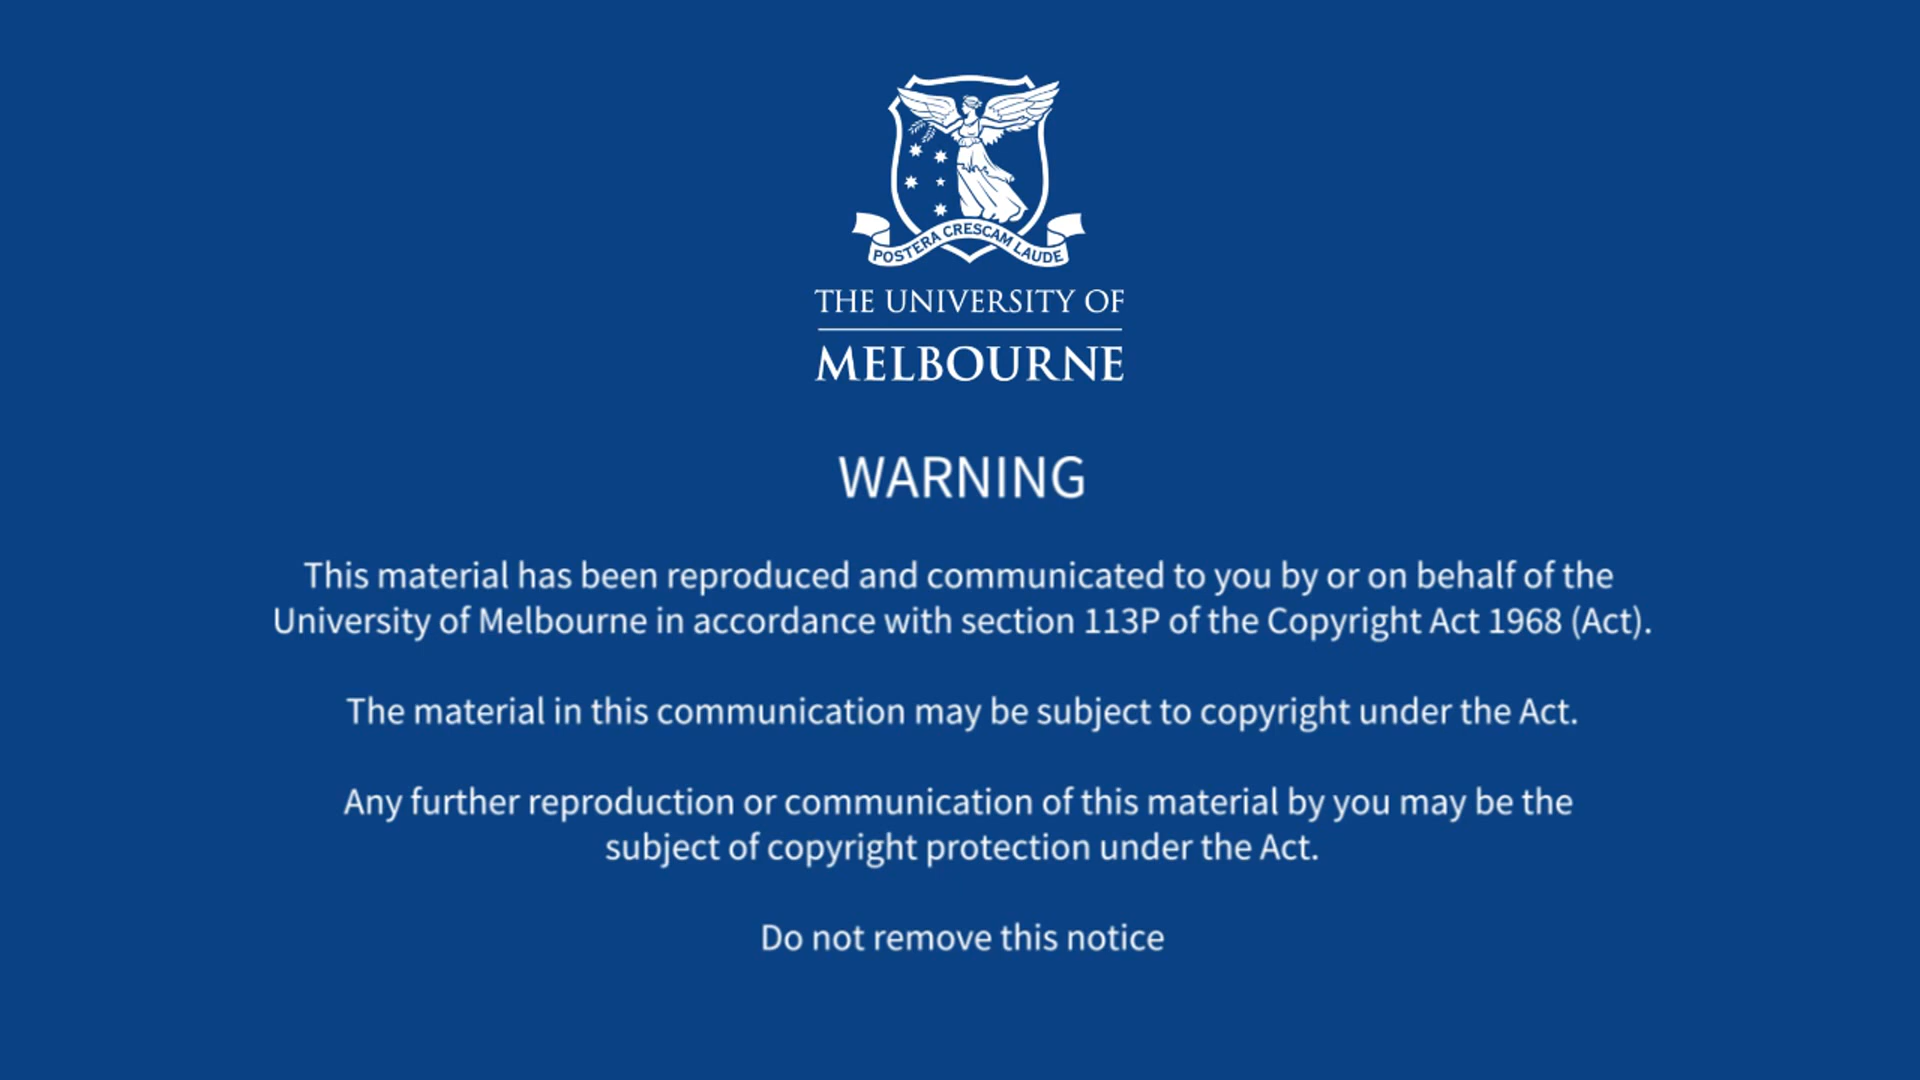 POSTERA CRESCAM LAUDE
THE UNIVERSITY OF
MELBOURNE
WARNING
This material has been reproduced and communicated to you by or on behalf of the
University of Melbourne in accordance with section 113P of the Copyright Act 1968 (Act).
The material in this communication may be subject to copyright under the Act.
Any further reproduction or communication of this material by you may be the
subject of copyright protection under the Act.
Do not remove this notice